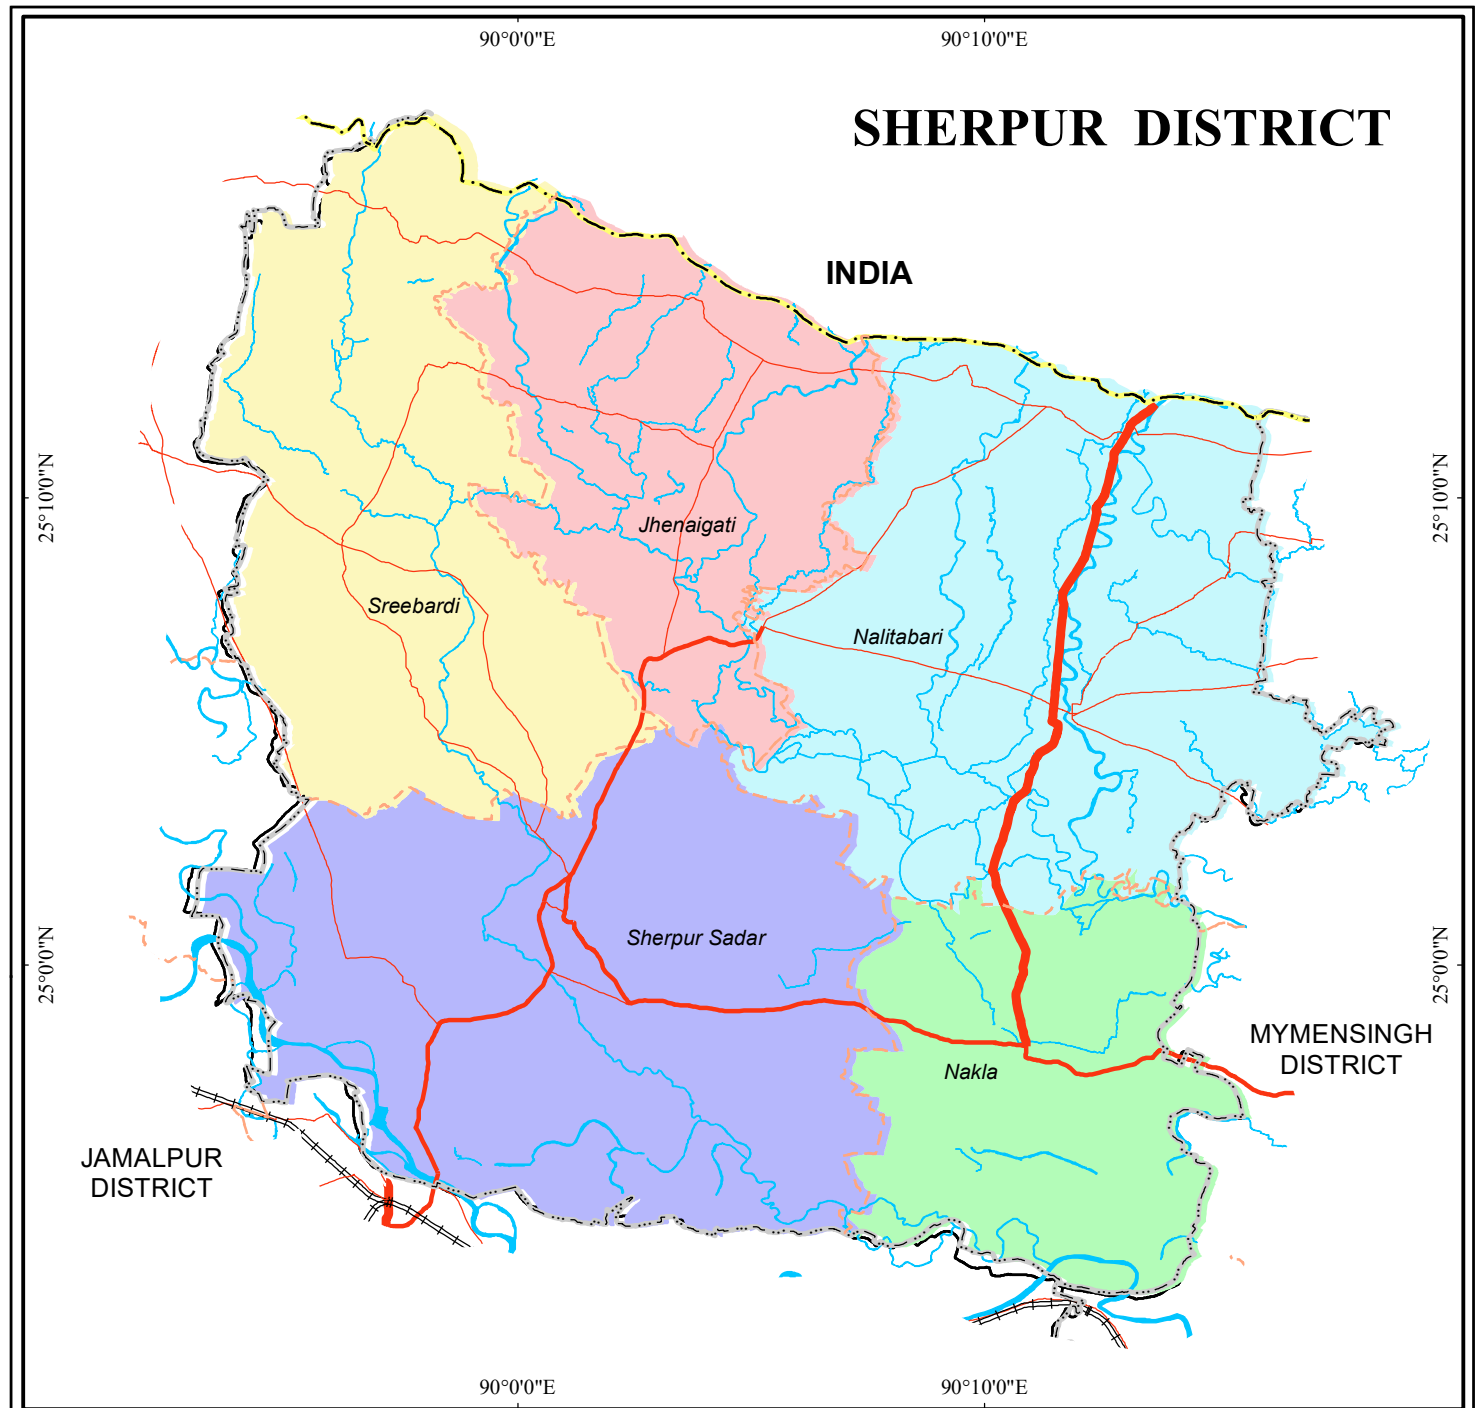 90°0'0"E
90°10'0"E
SHERPUR DISTRICT
INDIA
25°10'0"N
25°10'0"N
Jhenaigati
Sreebardi
Nalitabari
Sherpur Sadar
25°0'0"N
25°0'0"N
MYMENSINGH
DISTRICT
Nakla
JAMALPUR
DISTRICT
90°0'0"E
90°10'0"E